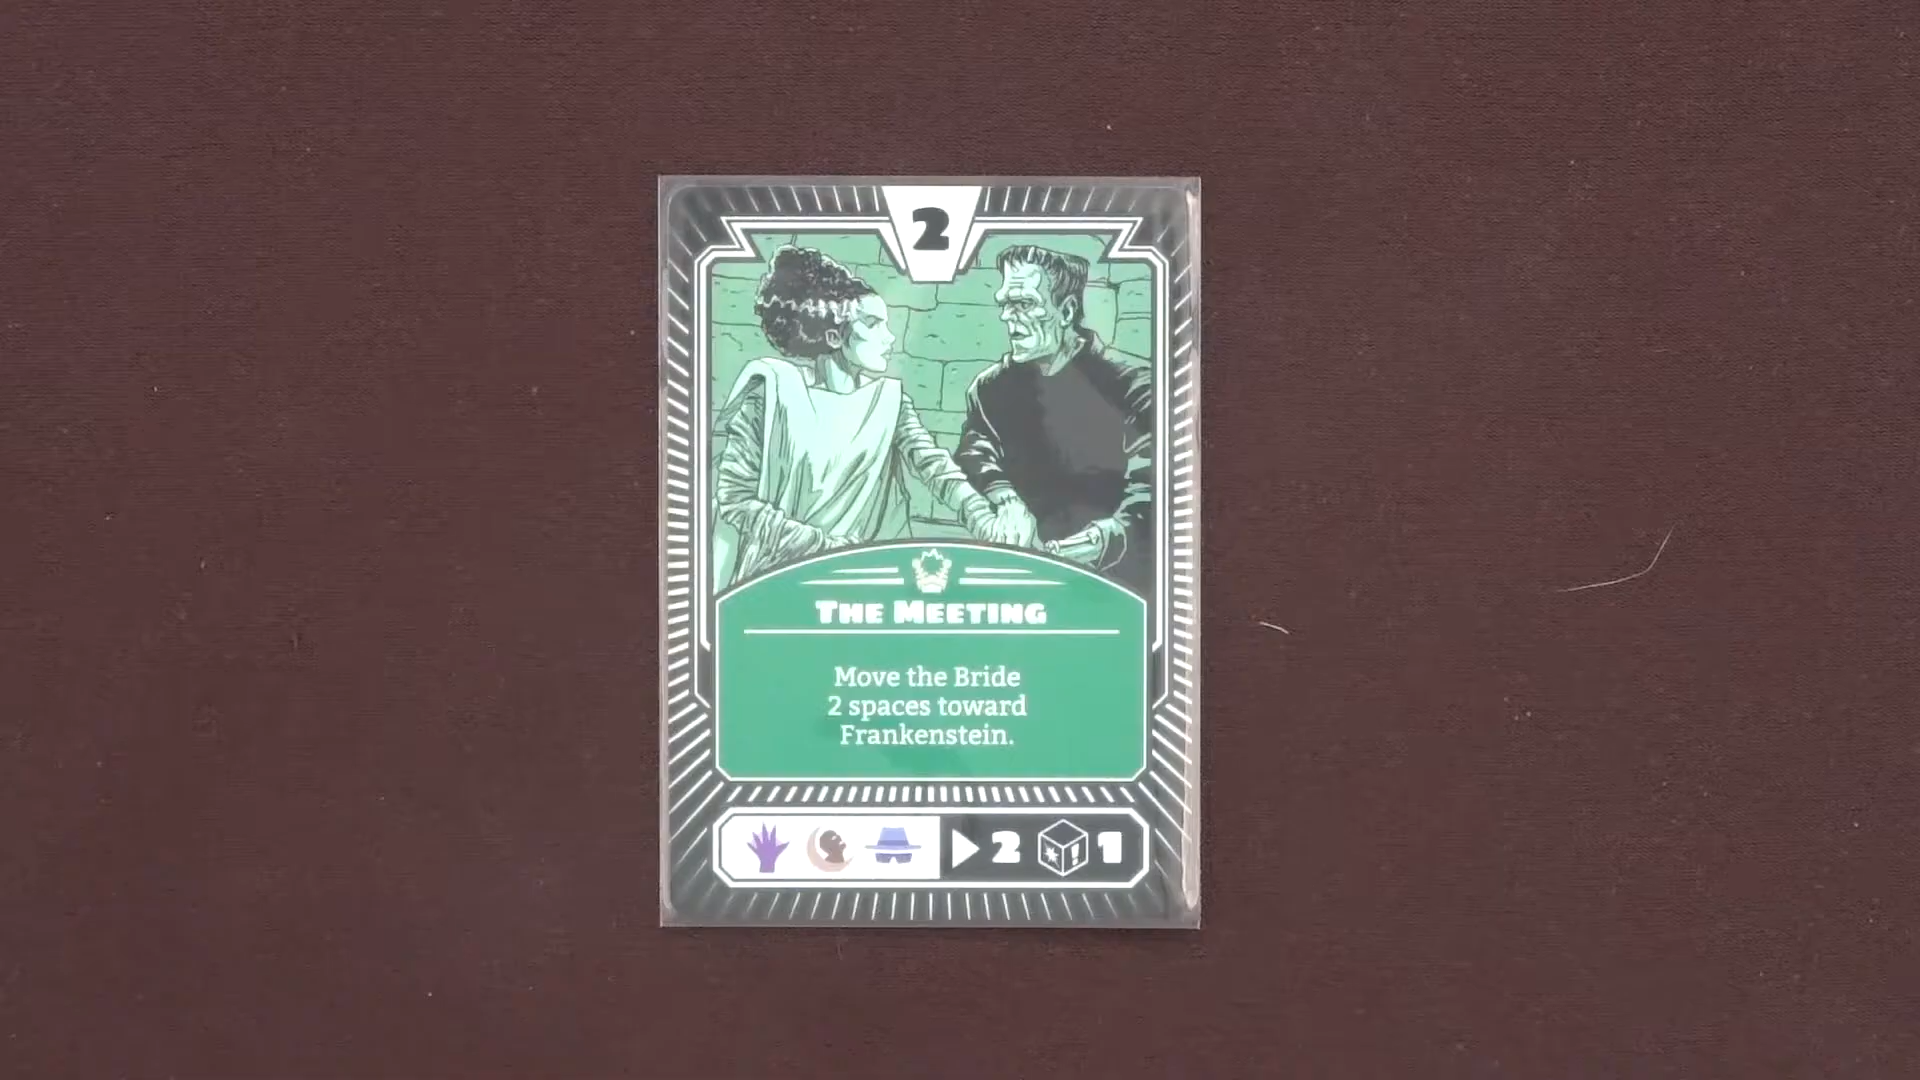 2
THE MEETING
Move the Bride
2 spaces toward
Frankenstein.
2 ! 1